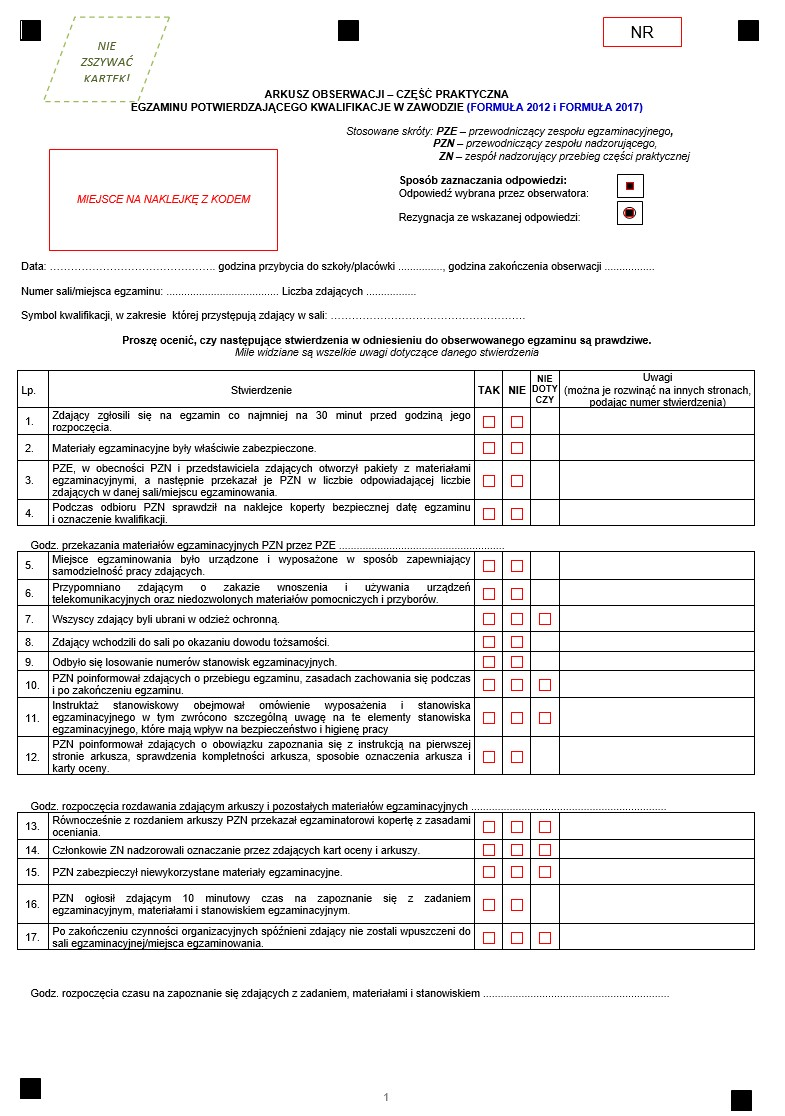 NIE
ZSZYWAĆ
KARTEK!
NR
ARKUSZ OBSERWACJI – CZĘŚĆ PRAKTYCZNA
EGZAMINU POTWIERDZAJĄCEGO KWALIFIKACJE W ZAWODZIE (FORMUŁA 2012 i FORMUŁA 2017)
Stosowane skróty: PZE – przewodniczący zespołu egzaminacyjnego,
PZN – przewodniczący zespołu nadzorującego,
ZN – zespół nadzorujący przebieg części praktycznej
MIEJSCE NA NAKLEJKĘ Z KODEM
Sposób zaznaczania odpowiedzi:
Odpowiedź wybrana przez obserwatora:
Rezygnacja ze wskazanej odpowiedzi:
Data: ………………………………………. godzina przybycia do szkoły/placówki ..............., godzina zakończenia obserwacji .................
Numer sali/miejsca egzaminu: ...................................... Liczba zdających .................
Symbol kwalifikacji, w zakresie której przystępują zdający w sali: ………………………………………………
Proszę ocenić, czy następujące stwierdzenia w odniesieniu do obserwowanego egzaminu są prawdziwe.
Mile widziane są wszelkie uwagi dotyczące danego stwierdzenia
Lp. Stwierdzenie TAK NIE NIE DOTY CZY Uwagi
(można je rozwinąć na innych stronach,
podając numer stwierdzenia)
1. Zdający zgłosili się na egzamin co najmniej na 30 minut przed godziną jego
rozpoczęcia.
2. Materiały egzaminacyjne były właściwie zabezpieczone.
3. PZE, w obecności PZN i przedstawiciela zdających otworzył pakiety z materiałami
egzaminacyjnymi, a następnie przekazał je PZN w liczbie odpowiadającej liczbie
zdających w danej sali/miejscu egzaminowania.
4. Podczas odbioru PZN sprawdził na naklejce koperty bezpiecznej datę egzaminu
i oznaczenie kwalifikacji.
Godz. przekazania materiałów egzaminacyjnych PZN przez PZE ........................................................
5. Miejsce egzaminowania było urządzone i wyposażone w sposób zapewniający
samodzielność pracy zdających.
6. Przypomniano zdającym o zakazie wnoszenia i używania urządzeń
telekomunikacyjnych oraz niedozwolonych materiałów pomocniczych i przyborów.
7. Wszyscy zdający byli ubrani w odzież ochronną.
8. Zdający wchodzili do sali po okazaniu dowodu tożsamości.
9. Odbyło się losowanie numerów stanowisk egzaminacyjnych.
10. PZN poinformował zdających o przebiegu egzaminu, zasadach zachowania się podczas
i po zakończeniu egzaminu.
11. Instruktaż stanowiskowy obejmował omówienie wyposażenia i stanowiska
egzaminacyjnego w tym zwrócono szczególną uwagę na te elementy stanowiska
egzaminacyjnego, które mają wpływ na bezpieczeństwo i higienę pracy
12. PZN poinformował zdających o obowiązku zapoznania się z instrukcją na pierwszej
stronie arkusza, sprawdzenia kompletności arkusza, sposobie oznaczenia arkusza i
karty oceny.
Godz. rozpoczęcia rozdawania zdającym arkuszy i pozostałych materiałów egzaminacyjnych ..................................................................
13. Równocześnie z rozdaniem arkuszy PZN przekazał egzaminatorowi kopertę z zasadami
oceniania.
14. Członkowie ZN nadzorowali oznaczanie przez zdających kart oceny i arkuszy.
15. PZN zabezpieczył niewykorzystane materiały egzaminacyjne.
16. PZN ogłosił zdającym 10 minutowy czas na zapoznanie się z zadaniem
egzaminacyjnym, materiałami i stanowiskiem egzaminacyjnym.
17. Po zakończeniu czynności organizacyjnych spóźnieni zdający nie zostali wpuszczeni do
sali egzaminacyjnej/miejsca egzaminowania.
Godz. rozpoczęcia czasu na zapoznanie się zdających z zadaniem, materiałami i stanowiskiem ...............................................................
1